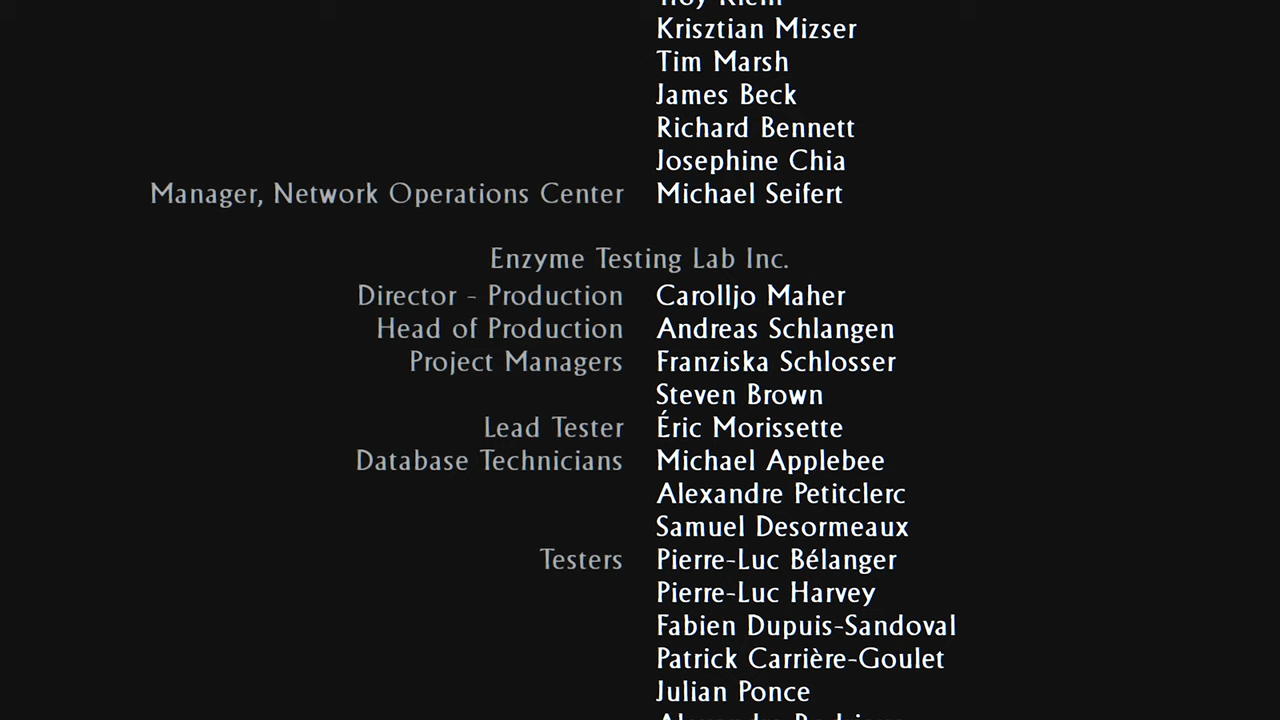 Krisztian Mizser
Tim Marsh
James Beck
Richard Bennett
Josephine Chia
Manager, Network Operations Center Michael Seifert
Enzyme Testing Lab Inc.
Director - Production Carolljo Maher
Head of Production Andreas Schlangen
Project Managers Franziska Schlosser
Steven Brown
Lead Tester Éric Morissette
Database Technicians Michael Applebee
Alexandre Petitclerc
Samuel Desormeaux
Testers Pierre-Luc Bélanger
Pierre-Luc Harvey
Fabien Dupuis-Sandoval
Patrick Carrière-Goulet
Julian Ponce